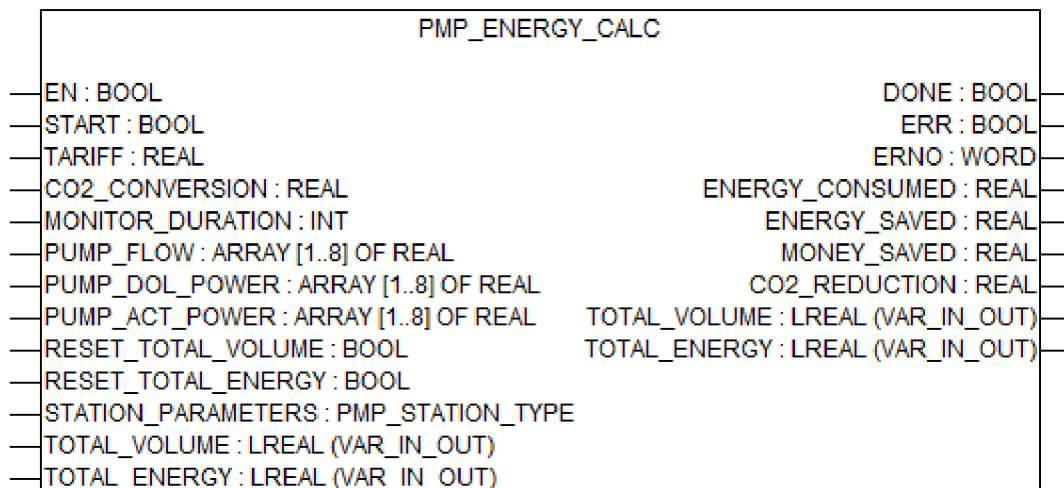 PMP_ENERGY_CALC
EN : BOOL DONE : BOOL
START : BOOL ERR : BOOL
TARIFF : REAL ERNO : WORD
CO2_CONVERSION : REAL ENERGY_CONSUMED : REAL
MONITOR_DURATION : INT ENERGY_SAVED : REAL
PUMP_FLOW : ARRAY [1..8] OF REAL MONEY_SAVED : REAL
PUMP_DOL_POWER : ARRAY [1..8] OF REAL CO2_REDUCTION : REAL
PUMP_ACT_POWER : ARRAY [1..8] OF REAL TOTAL_VOLUME : LREAL (VAR_IN_OUT)
RESET_TOTAL_VOLUME : BOOL TOTAL_ENERGY : LREAL (VAR_IN_OUT)
RESET_TOTAL_ENERGY : BOOL
STATION_PARAMETERS : PMP_STATION_TYPE
TOTAL_VOLUME : LREAL (VAR_IN_OUT)
TOTAL_ENERGY : LREAL (VAR_IN_OUT)